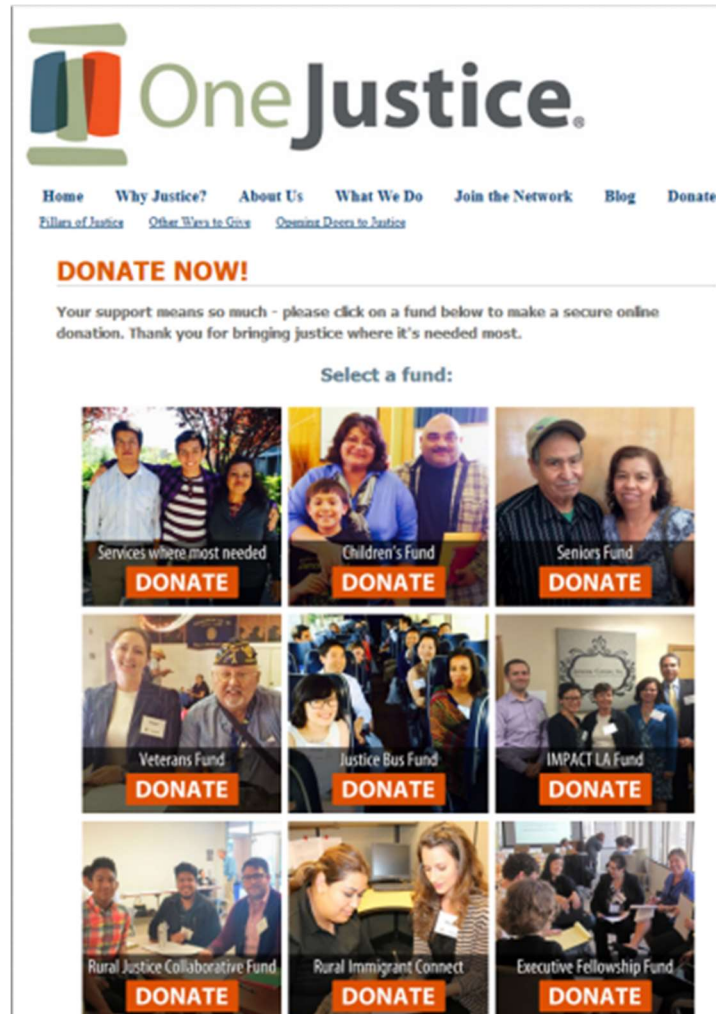 OneJustice®
Home Why Justice? About Us What We Do Join the Network Blog Donate
Pillars of Justice Other Ways to Give Opening Doors to Justice
DONATE NOW!
Your support means so much - please click on a fund below to make a secure online
donation. Thank you for bringing justice where it's needed most.
Select a fund:
Services where most needed Children's Fund Seniors Fund
DONATE DONATE DONATE
Veterans Fund Justice Bus Fund IMPACT LA Fund
DONATE DONATE DONATE
Rural Justice Collaborative Fund Rural Immigrant Connect Executive Fellowship Fund
DONATE DONATE DONATE